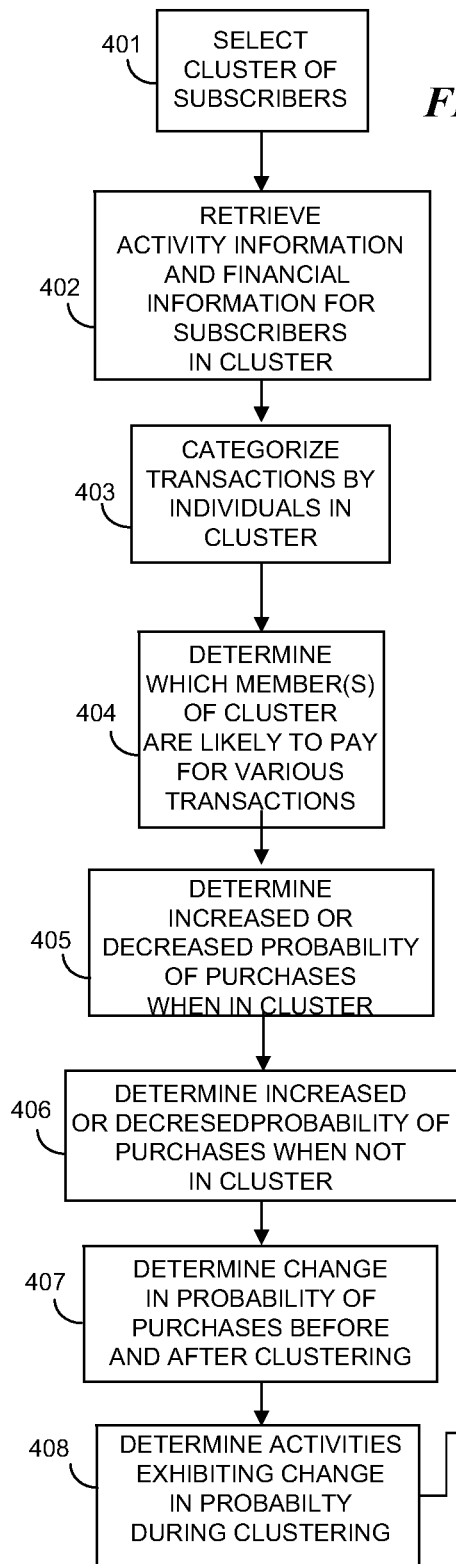 401
SELECT
CLUSTER OF
SUBSCRIBERS
402
RETRIEVE
ACTIVITY INFORMATION
AND FINANCIAL
INFORMATION FOR
SUBSCRIBERS
IN CLUSTER
403
CATEGORIZE
TRANSACTIONS BY
INDIVIDUALS IN
CLUSTER
404
DETERMINE
WHICH MEMBER(S)
OF CLUSTER
ARE LIKELY TO PAY
FOR VARIOUS
TRANSACTIONS
405
DETERMINE
INCREASED OR
DECREASED PROBABILITY
OF PURCHASES
WHEN IN CLUSTER
406
DETERMINE INCREASED
OR DECRESEDPROBABILITY OF
PURCHASES WHEN NOT
IN CLUSTER
407
DETERMINE CHANGE
IN PROBABILITY OF
PURCHASES BEFORE
AND AFTER CLUSTERING
408
DETERMINE ACTIVITIES
EXHIBITING CHANGE
IN PROBABILTY
DURING CLUSTERING